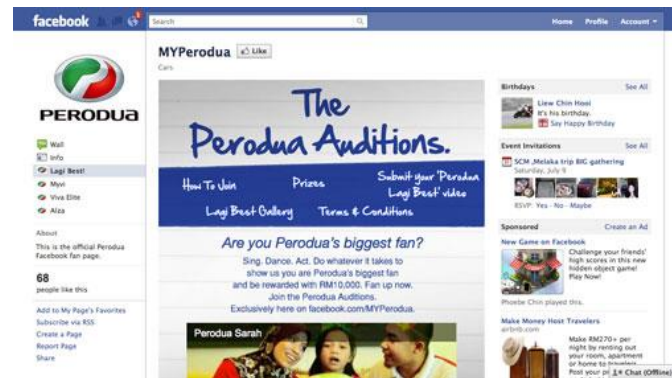 facebook
Search
Home Profile Account
MYPerodua Like
Cars
PERODUA
Wall
Info
Lagi Best!
Myvi
Viva Elite
Alza
About
This is the official Perodua
Facebook fan page.
68
people like this
Add to My Page's Favorites
Subscribe via RSS
Create a Page
Report Page
Share
The
Perodua Auditions.
How To Join
Prizes
Submit your 'Perodua
Lagi Best' video
Lagi Best Gallery
Terms & Conditions
Are you Perodua's biggest fan?
Sing. Dance. Act. Do whatever it takes to
show us you are Perodua's biggest fan
and be rewarded with RM10,000. Fan up now.
Join the Perodua Auditions.
Exclusively here on facebook.com/MYPerodua.
Perodua Sarah
Birthdays See All
Liew Chin Hooi
It's his birthday.
Say Happy Birthday
Event Invitations See All
SCM ,Melaka trip BIG gathering
Saturday, July 9
RSVP: Yes - No - Maybe
Sponsored Create an Ad
New Game on Facebook
Challenge your friends'
high scores in this new
hidden object game!
Play Now!
Phoebe Chin played this.
Make Money Host Travelers
airbnb.com
Make RM270+ per
night by renting out
your room, apartment
or home to travelers.
Post your
Chat (Offline)